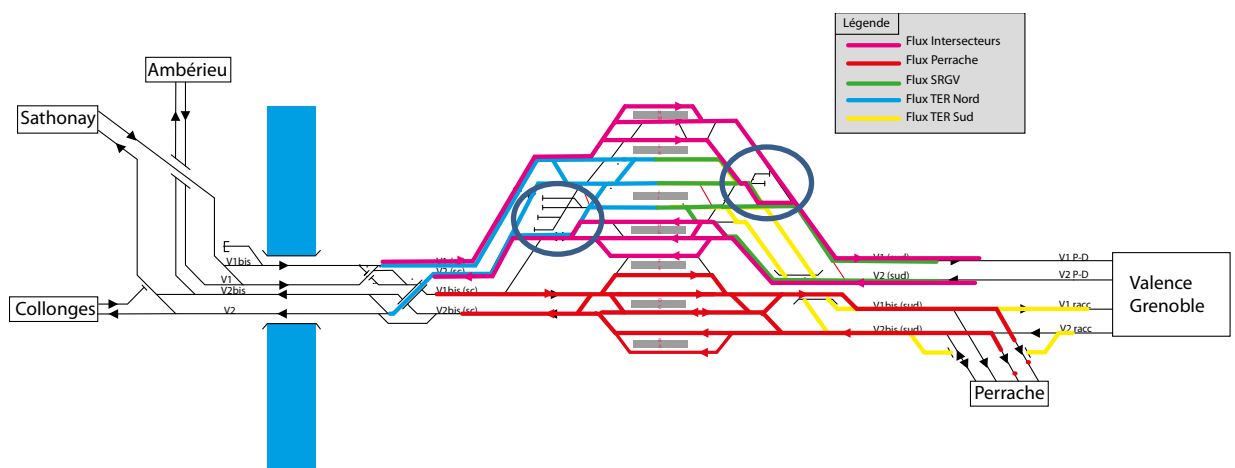 Légende
Flux Intersecteurs
Flux Perrache
Flux SRGV
Flux TER Nord
Flux TER Sud
Ambérieu
Sathonay
Collonges
V1bis
V1
V2bis
V2
V2 (sc)
V1bis (sc)
V2bis (sc)
V1 (sud)
V2 (sud)
V1bis (sud)
V2bis (sud)
V1 P-D
V2 P-D
V1 racc
V2 racc
Valence
Grenoble
Perrache